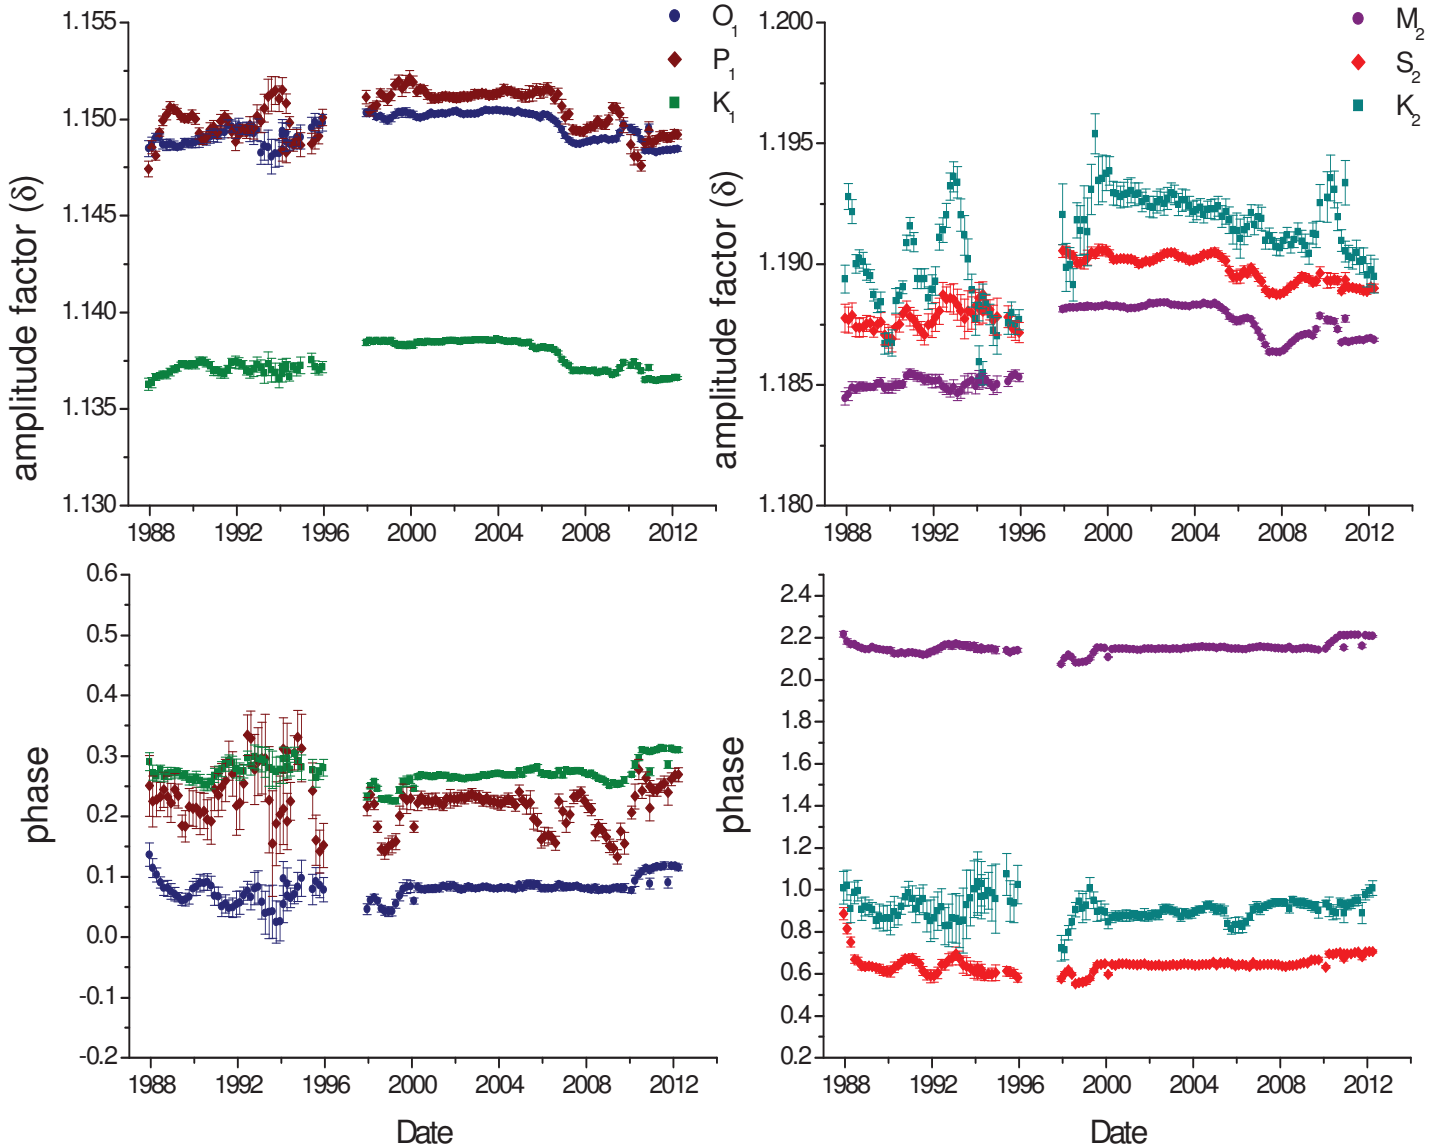 1.155
1.150
1.145
1.140
1.135
1.130
amplitude factor (δ)
O1
P1
K1
1988 1992 1996 2000 2004 2008 2012
1.200
1.195
1.190
1.185
1.180
amplitude factor (δ)
M2
S2
K2
1988 1992 1996 2000 2004 2008 2012
0.6
0.5
0.4
0.3
0.2
0.1
0.0
-0.1
-0.2
phase
1988 1992 1996 2000 2004 2008 2012
Date
2.4
2.2
2.0
1.8
1.6
1.4
1.2
1.0
0.8
0.6
0.4
0.2
phase
1988 1992 1996 2000 2004 2008 2012
Date